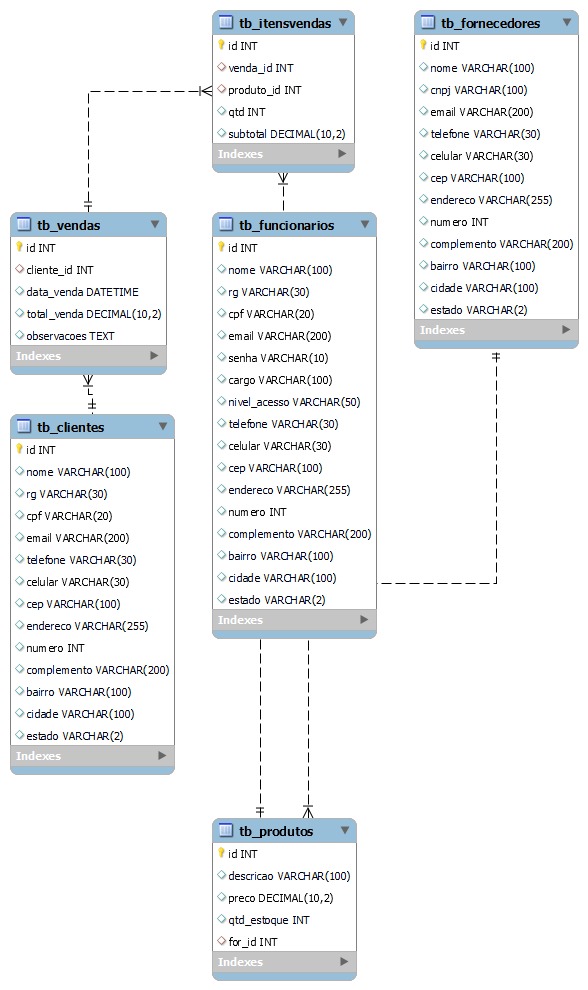 tb_itensvendas
id INT
venda_id INT
produto_id INT
qtd INT
subtotal DECIMAL(10,2)
Indexes
tb_fornecedores
id INT
nome VARCHAR(100)
cnpj VARCHAR(100)
email VARCHAR(200)
telefone VARCHAR(30)
celular VARCHAR(30)
cep VARCHAR(100)
endereco VARCHAR(255)
numero INT
complemento VARCHAR(200)
bairro VARCHAR(100)
cidade VARCHAR(100)
estado VARCHAR(2)
Indexes
tb_vendas
id INT
cliente_id INT
data_venda DATETIME
total_venda DECIMAL(10,2)
observacoes TEXT
Indexes
tb_funcionarios
id INT
nome VARCHAR(100)
rg VARCHAR(30)
cpf VARCHAR(20)
email VARCHAR(200)
senha VARCHAR(10)
cargo VARCHAR(100)
nivel_acesso VARCHAR(50)
telefone VARCHAR(30)
celular VARCHAR(30)
cep VARCHAR(100)
endereco VARCHAR(255)
numero INT
complemento VARCHAR(200)
bairro VARCHAR(100)
cidade VARCHAR(100)
estado VARCHAR(2)
Indexes
tb_clientes
id INT
nome VARCHAR(100)
rg VARCHAR(30)
cpf VARCHAR(20)
email VARCHAR(200)
telefone VARCHAR(30)
celular VARCHAR(30)
cep VARCHAR(100)
endereco VARCHAR(255)
numero INT
complemento VARCHAR(200)
bairro VARCHAR(100)
cidade VARCHAR(100)
estado VARCHAR(2)
Indexes
tb_produtos
id INT
descricao VARCHAR(100)
preco DECIMAL(10,2)
qtd_estoque INT
for_id INT
Indexes